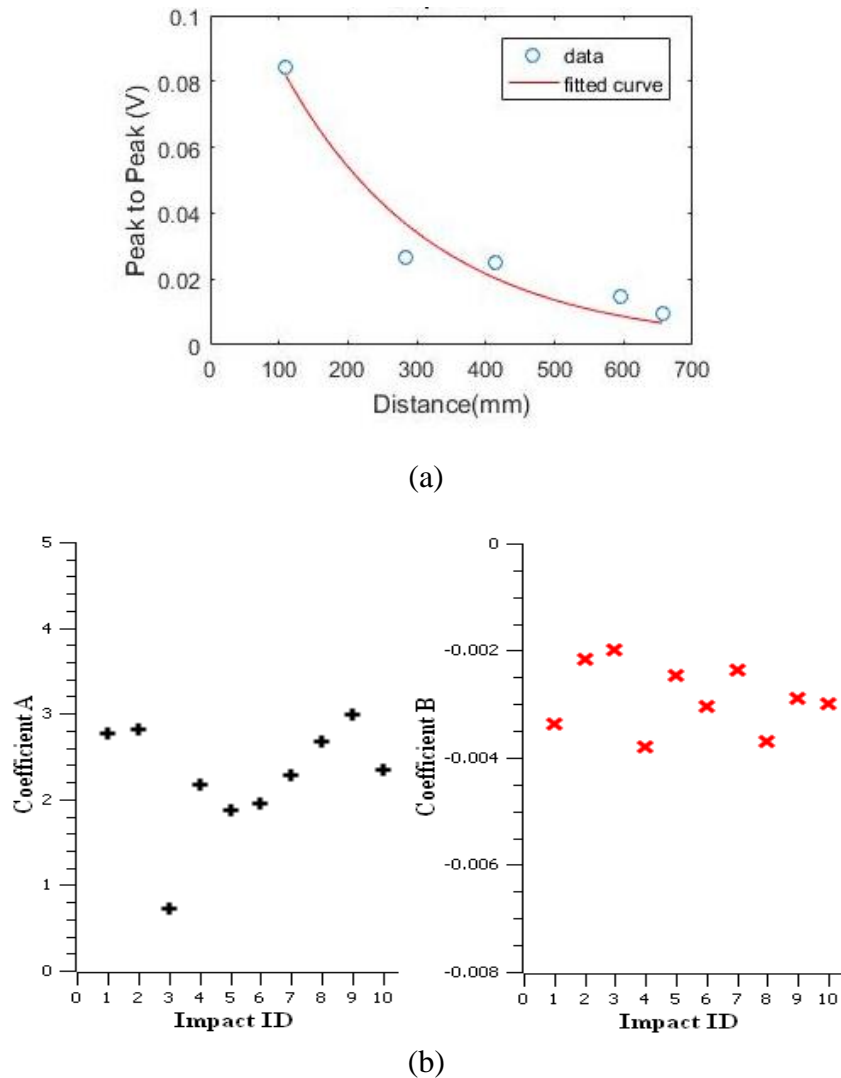 0.1
0.08
0.06
0.04
0.02
0
Peak to Peak (V)
data
fitted curve
0 100 200 300 400 500 600 700
Distance(mm)
(a)
5
4
3
2
1
0
Coefficient A
0 1 2 3 4 5 6 7 8 9 10
Impact ID
0
-0.002
-0.004
-0.006
-0.008
Coefficient B
0 1 2 3 4 5 6 7 8 9 10
Impact ID
(b)